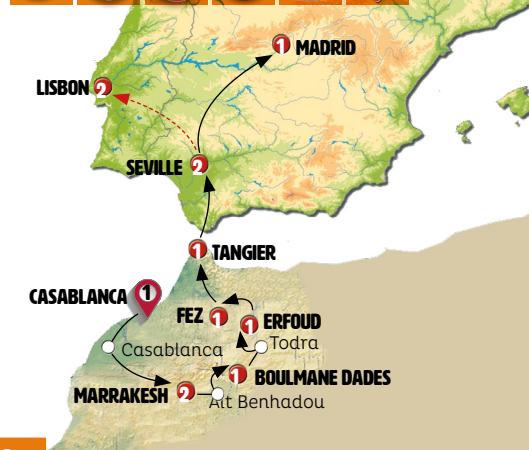 1 MADRID
LISBON 2
SEVILLE 2
1 TANGIER
CASABLANCA 1
FEZ 1
1 ERFOUD
Todra
Casablanca
1 BOULMANE DADES
MARRAKESH 2
Ait Benhadou